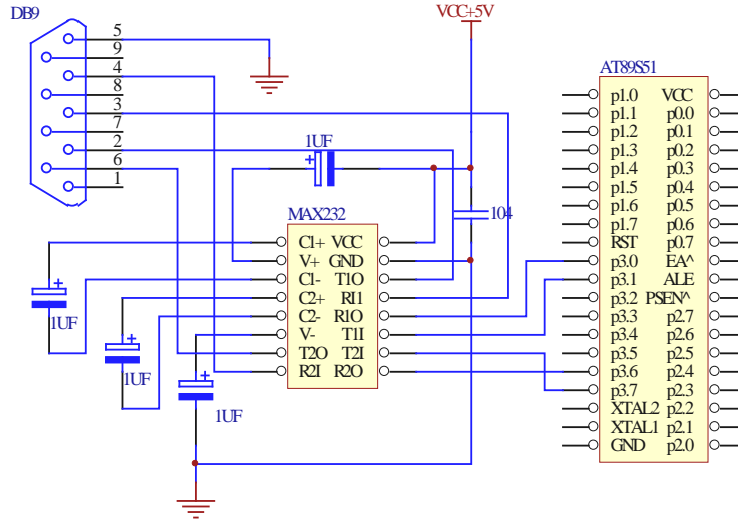 DB9
VCC+5V
5
9
4
8
3
7
2
6
1
1UF
104
MAX232
C1+ VCC
V+ GND
C1- T1O
C2+ RI1
C2- R1O
V- T1I
T2O T2I
R2I R2O
1UF
1UF
1UF
AT89S51
p1.0 VCC
p1.1 p0.0
p1.2 p0.1
p1.3 p0.2
p1.4 p0.3
p1.5 p0.4
p1.6 p0.5
p1.7 p0.6
RST p0.7
p3.0 EA^
p3.1 ALE
p3.2 PSEN^
p3.3 p2.7
p3.4 p2.6
p3.5 p2.5
p3.6 p2.4
p3.7 p2.3
XTAL2 p2.2
XTAL1 p2.1
GND p2.0